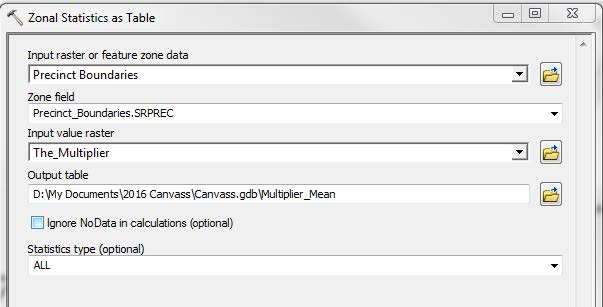 Zonal Statistics as Table
Input raster or feature zone data
Precinct Boundaries
Zone field
Precinct_Boundaries.SRPREC
Input value raster
The_Multiplier
Output table
D:\My Documents\2016 Canvass\Canvass.gdb\Multiplier_Mean
Ignore NoData in calculations (optional)
Statistics type (optional)
ALL